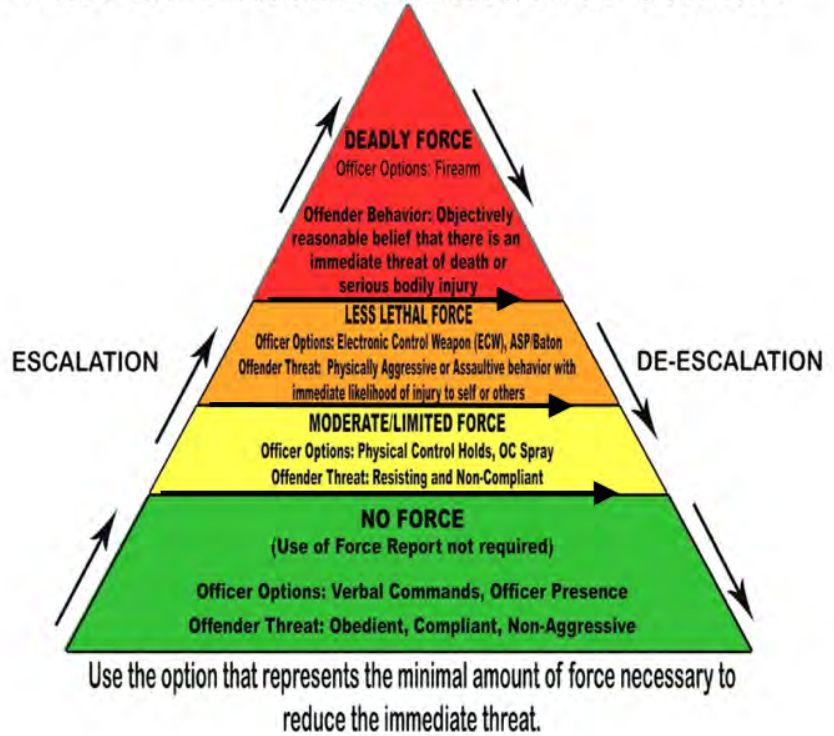 DEADLY FORCE
Officer Options: Firearm
Offender Behavior: Objectively
reasonable belief that there is an
immediate threat of death or
serious bodily injury
LESS LETHAL FORCE
Officer Options: Electronic Control Weapon (ECW), ASP/Baton
Offender Threat: Physically Aggressive or Assaultive behavior with
immediate likelihood of injury to self or others
ESCALATION
DE-ESCALATION
MODERATE/LIMITED FORCE
Officer Options: Physical Control Holds, OC Spray
Offender Threat: Resisting and Non-Compliant
NO FORCE
(Use of Force Report not required)
Officer Options: Verbal Commands, Officer Presence
Offender Threat: Obedient, Compliant, Non-Aggressive
Use the option that represents the minimal amount of force necessary to
reduce the immediate threat.